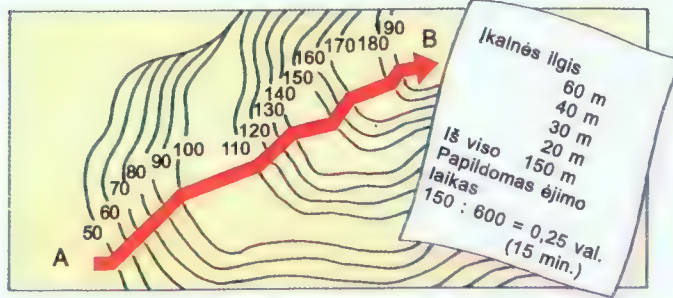 90
180
170
160
150
140
130
120
110
100
90
80
70
60
50
A
B
Įkalnės ilgis
60 m
40 m
30 m
20 m
Iš viso 150 m
Papildomas ėjimo
laikas
150 : 600 = 0,25 val.
(15 min.)